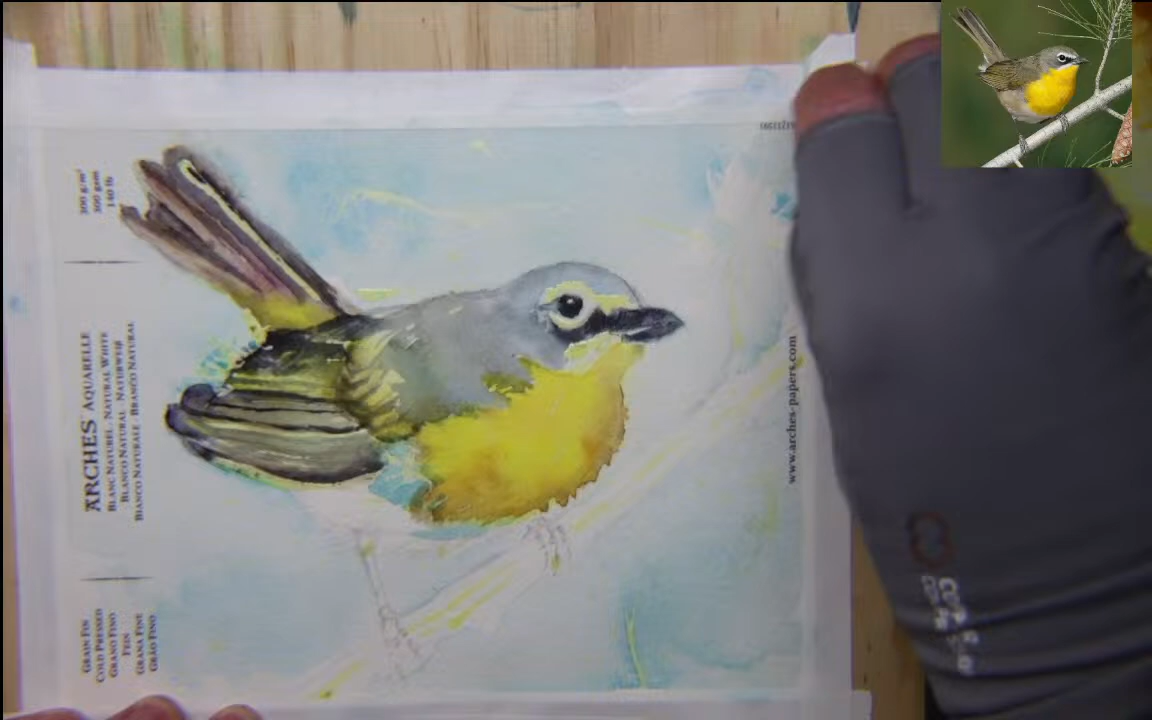 300 g/m²
300 gsm
140 lb
ARCHES® AQUARELLE
BLANC NATUREL · NATURAL WHITE
BLANCO NATURAL · NATURWEIß
BIANCO NATURALE · BRANCO NATURAL
GRAIN FIN
COLD PRESSED
GRANO FINO
FEIN
GRANA FINE
GRÃO FINO
www.arches-papers.com